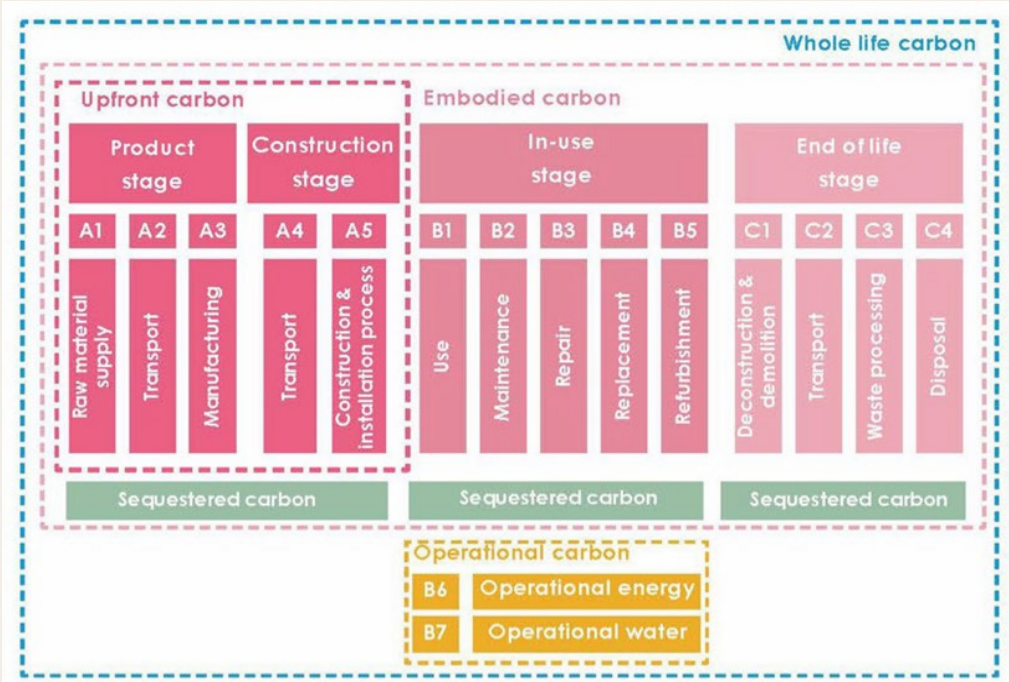 Whole life carbon
Upfront carbon
Embodied carbon
Product
stage
Construction
stage
In-use
stage
End of life
stage
A1
A2
A3
A4
A5
B1
B2
B3
B4
B5
C1
C2
C3
C4
Raw material
supply
Transport
Manufacturing
Transport
Construction &
installation process
Use
Maintenance
Repair
Replacement
Refurbishment
Deconstruction &
demolition
Transport
Waste processing
Disposal
Sequestered carbon
Sequestered carbon
Sequestered carbon
Operational carbon
B6
Operational energy
B7
Operational water